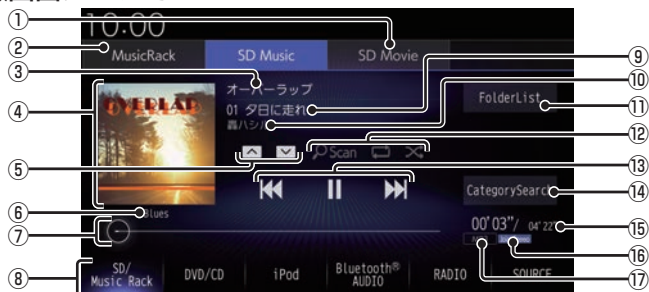 10:00
①
② MusicRack SD Music SD Movie ⑨
③ オーバーラップ ⑩
④ OVERLAP 01 夕日に走れ FolderList ⑪
轟ハシル ⑫
⑤ Scan ⑬
CategorySearch ⑭
⑥ Blues 00'03"/ 04'22" ⑮
⑦ ⑯
⑧ SD/ Music Rack DVD/CD iPod Bluetooth® AUDIO RADIO SOURCE ⑰